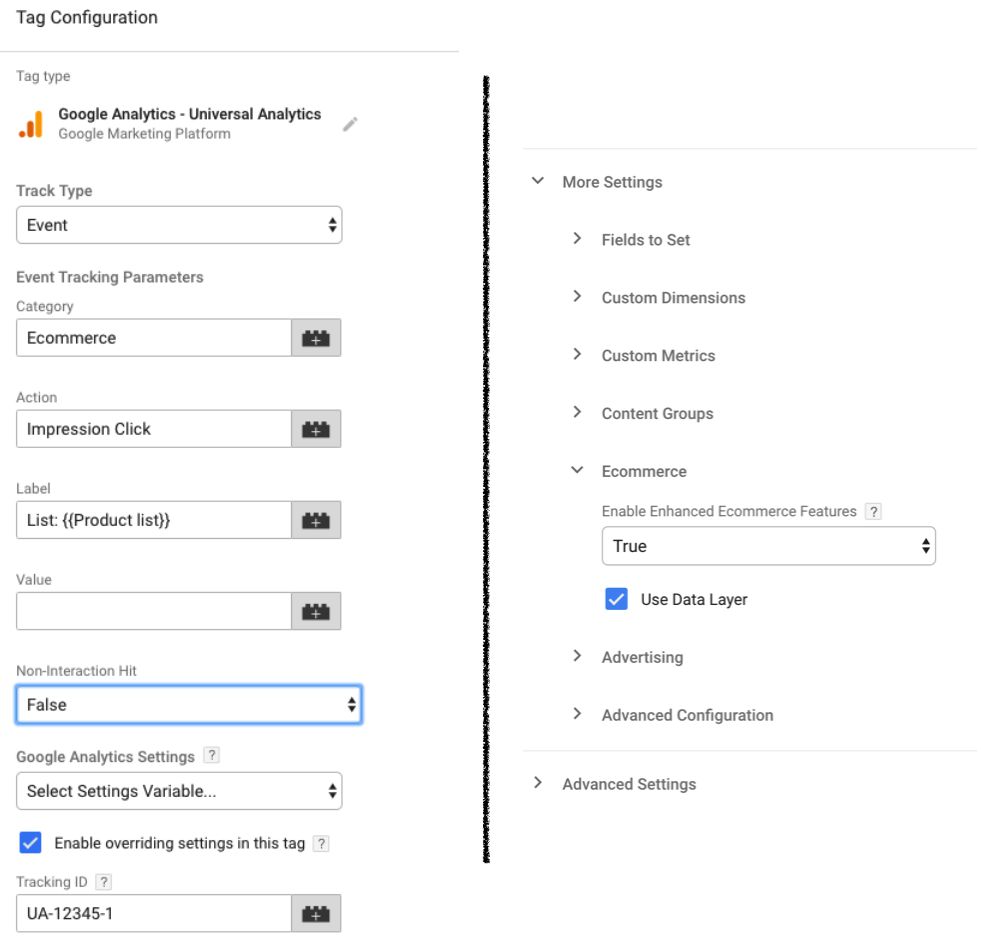 Tag Configuration
Tag type
Google Analytics - Universal Analytics
Google Marketing Platform
Track Type
Event
Event Tracking Parameters
Category
Ecommerce
Action
Impression Click
Label
List: {{Product list}}
Value
Non-Interaction Hit
False
Google Analytics Settings ?
Select Settings Variable...
Enable overriding settings in this tag ?
Tracking ID ?
UA-12345-1
More Settings
Fields to Set
Custom Dimensions
Custom Metrics
Content Groups
Ecommerce
Enable Enhanced Ecommerce Features ?
True
Use Data Layer
Advertising
Advanced Configuration
Advanced Settings